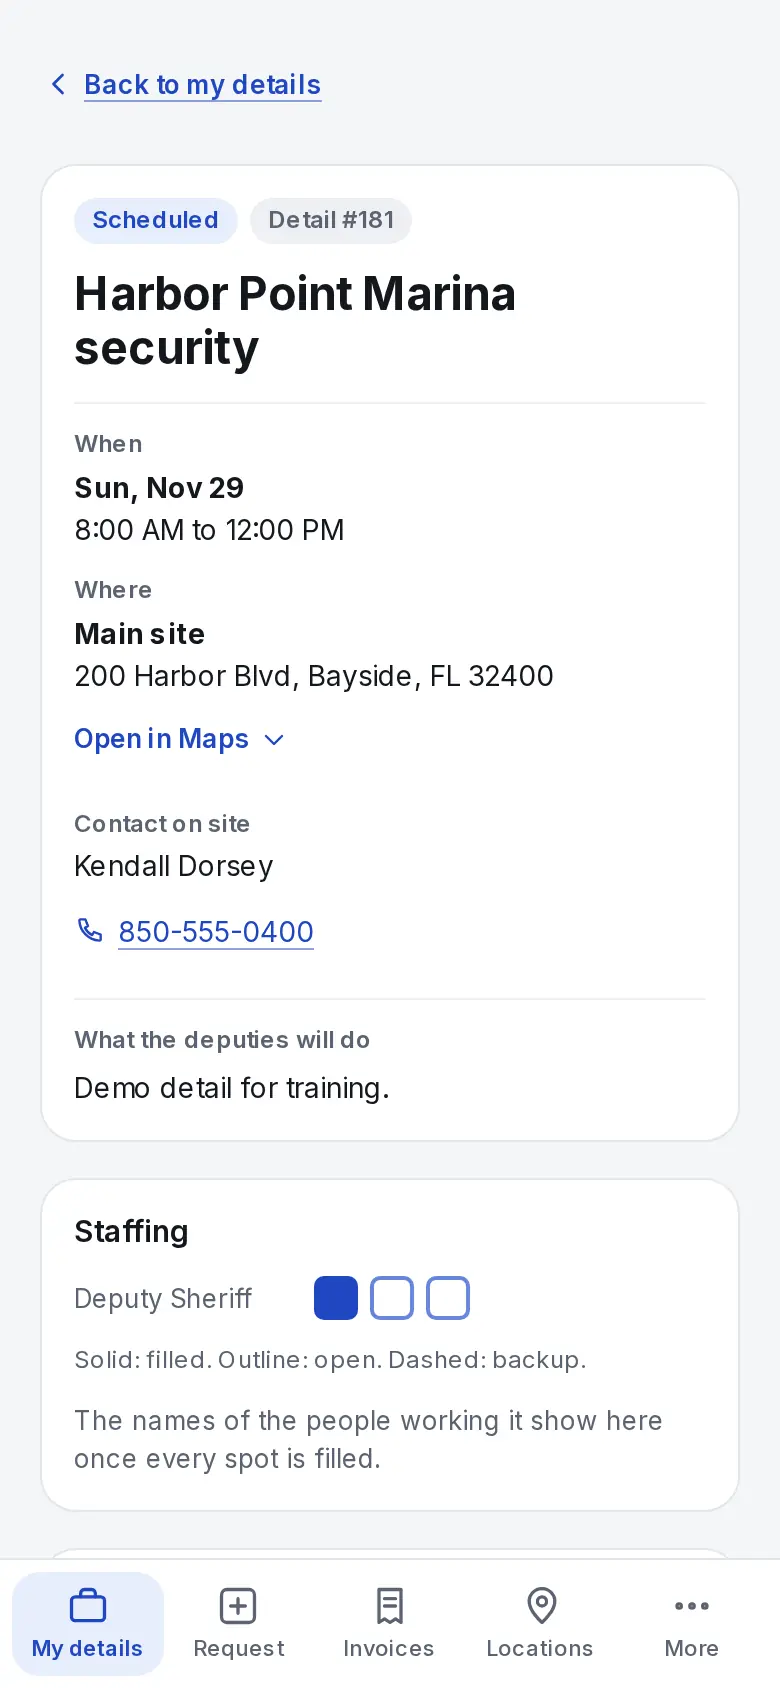 Back to my details
Scheduled
Detail #181
Harbor Point Marina
security
When
Sun, Nov 29
8:00 AM to 12:00 PM
Where
Main site
200 Harbor Blvd, Bayside, FL 32400
Open in Maps
Contact on site
Kendall Dorsey
850-555-0400
What the deputies will do
Demo detail for training.
Staffing
Deputy Sheriff
Solid: filled. Outline: open. Dashed: backup.
The names of the people working it show here
once every spot is filled.
My details
Request
Invoices
Locations
More